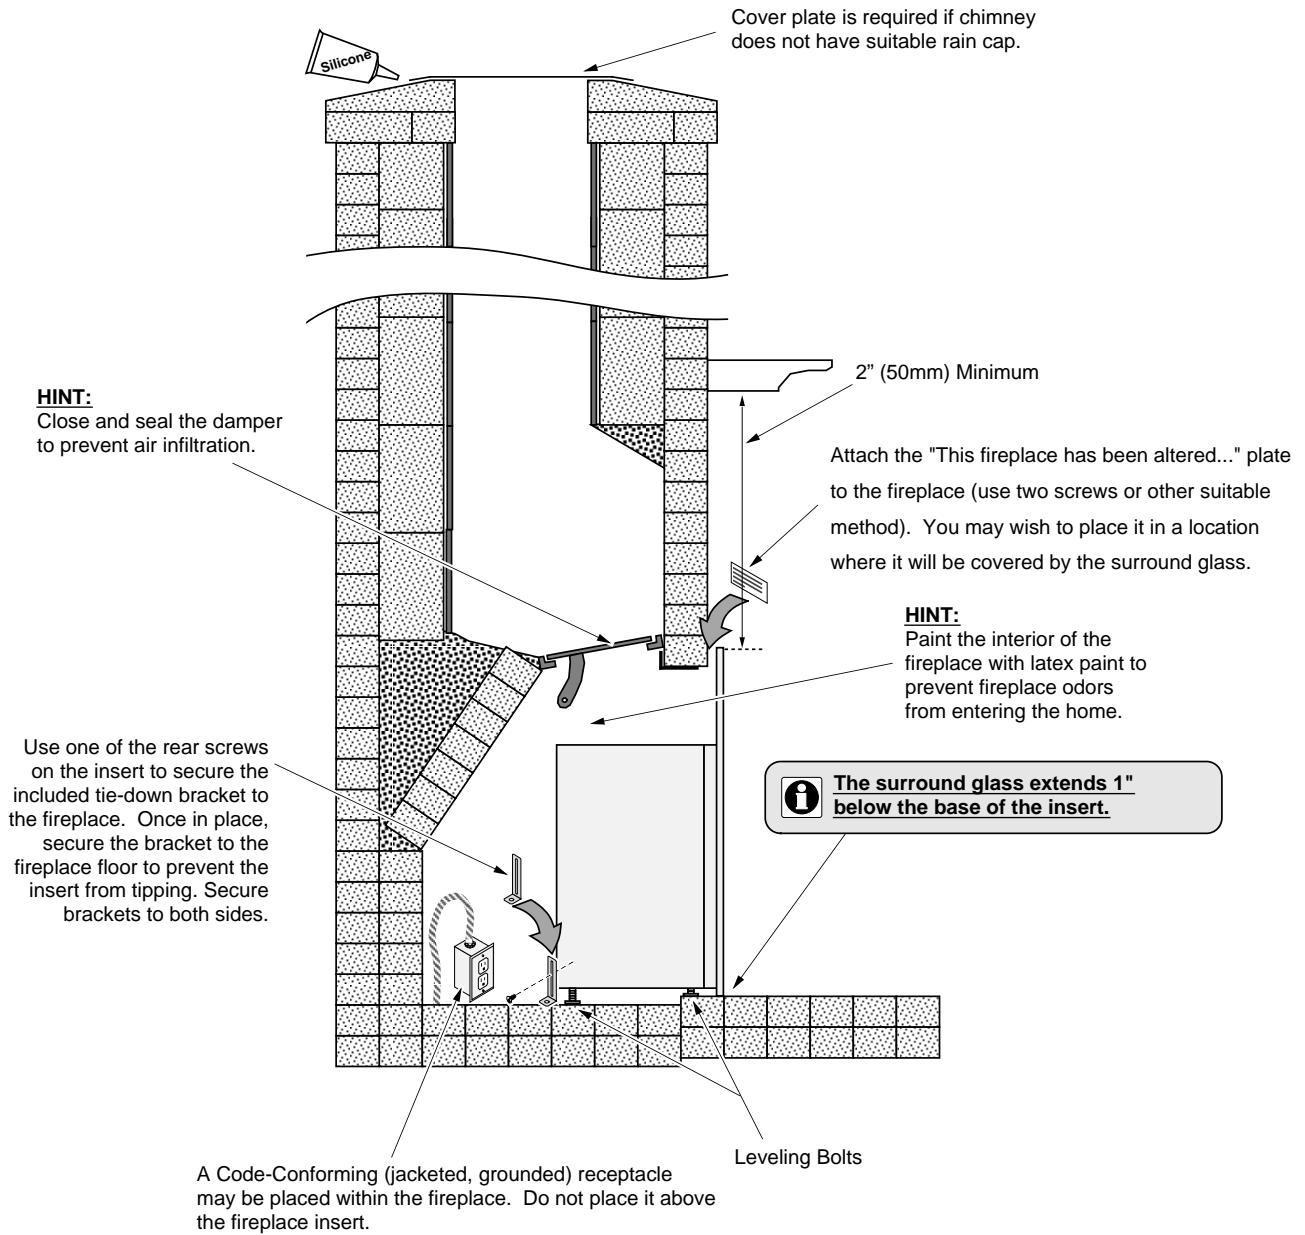 Cover plate is required if chimney
does not have suitable rain cap.
Silicone
2” (50mm) Minimum
HINT:
Close and seal the damper
to prevent air infiltration.
Attach the "This fireplace has been altered..." plate
to the fireplace (use two screws or other suitable
method).  You may wish to place it in a location
where it will be covered by the surround glass.
HINT:
Paint the interior of the
fireplace with latex paint to
prevent fireplace odors
from entering the home.
Use one of the rear screws
on the insert to secure the
included tie-down bracket to
the fireplace.  Once in place,
secure the bracket to the
fireplace floor to prevent the
insert from tipping. Secure
brackets to both sides.
The surround glass extends 1"
below the base of the insert.
Leveling Bolts
A Code-Conforming (jacketed, grounded) receptacle
may be placed within the fireplace.  Do not place it above
the fireplace insert.